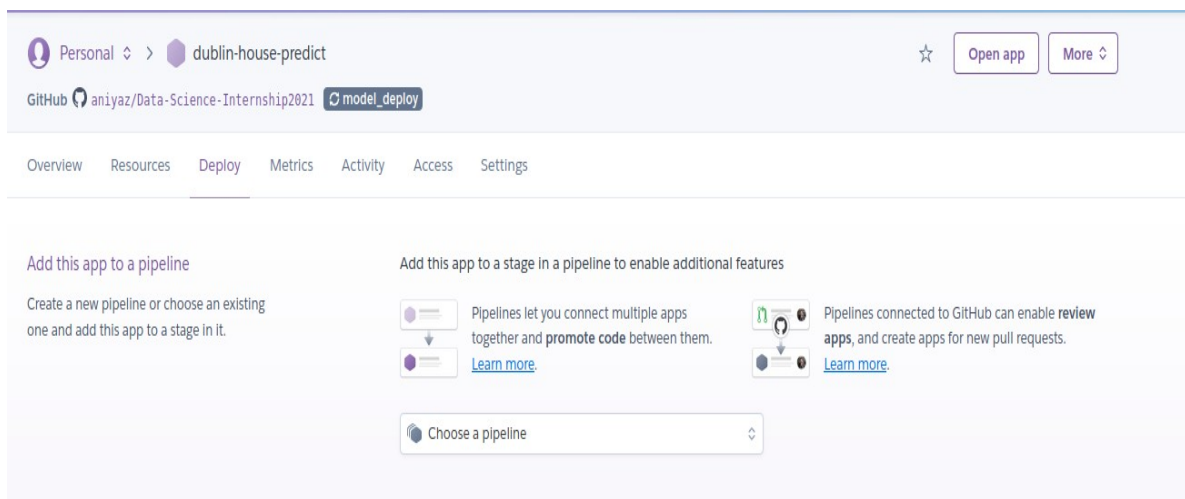 Personal > dublin-house-predict
Open app
More
GitHub aniyaz/Data-Science-Internship2021 model_deploy
Overview Resources Deploy Metrics Activity Access Settings
Add this app to a pipeline
Create a new pipeline or choose an existing
one and add this app to a stage in it.
Add this app to a stage in a pipeline to enable additional features
Pipelines let you connect multiple apps
together and promote code between them.
Learn more.
Pipelines connected to GitHub can enable review
apps, and create apps for new pull requests.
Learn more.
Choose a pipeline